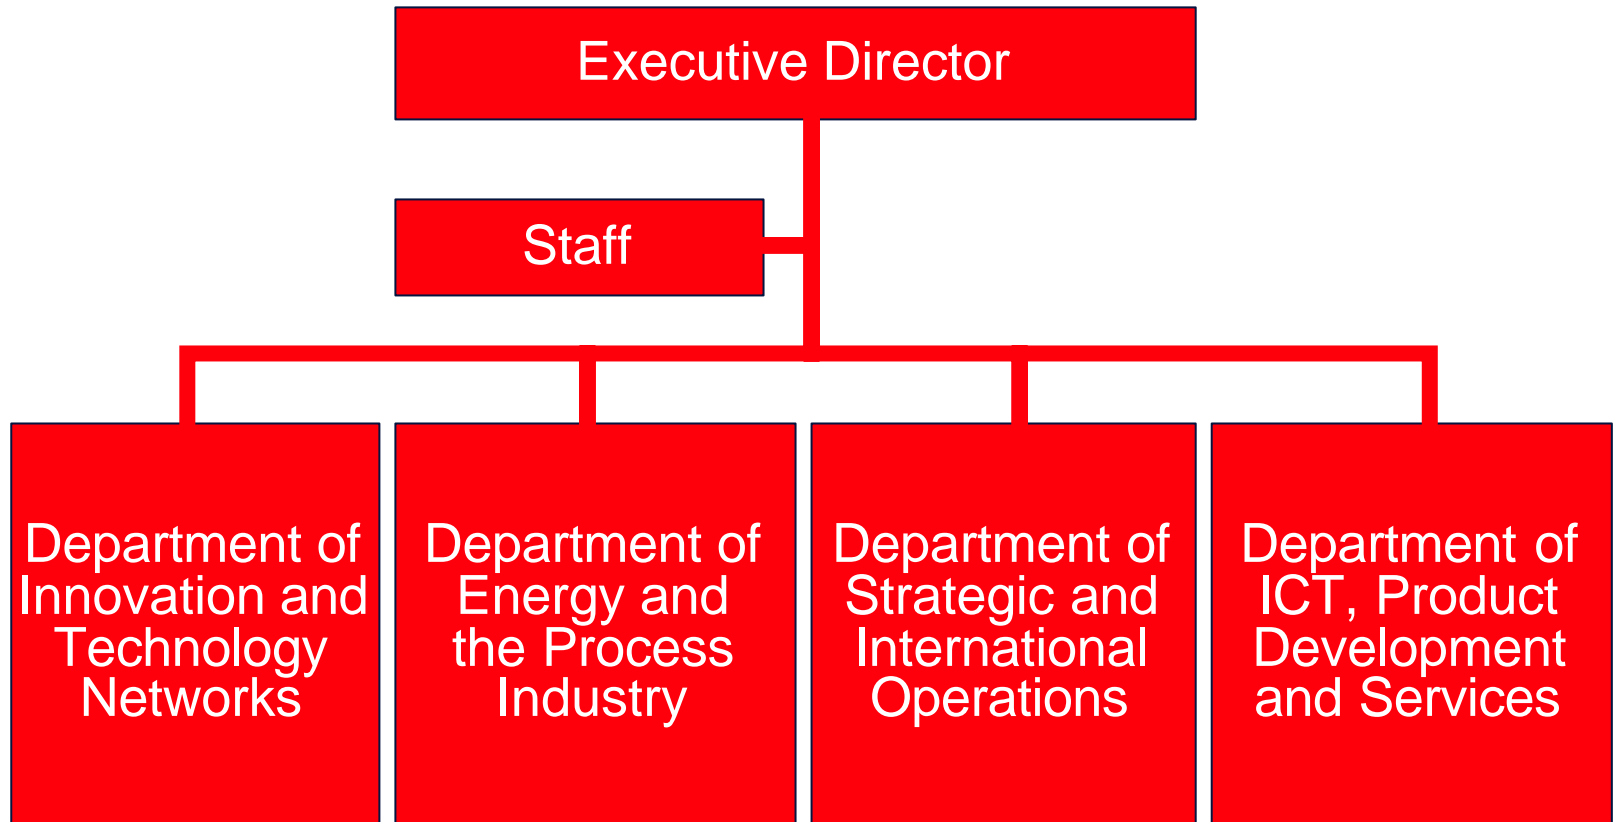 Executive Director
Staff
Department of
Innovation and
Technology
Networks
Department of
Energy and
the Process
Industry
Department of
Strategic and
International
Operations
Department of
ICT, Product
Development
and Services